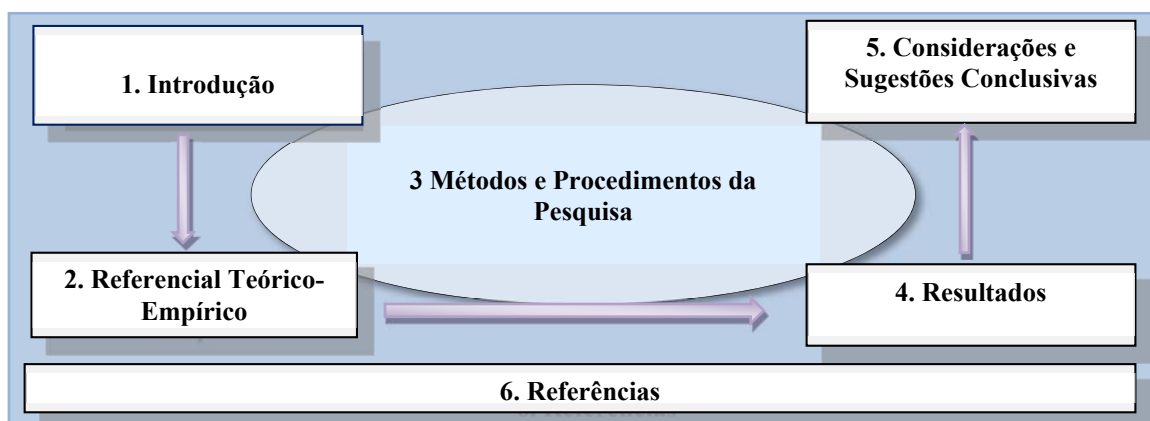 1. Introdução
2. Referencial Teórico-
Empírico
3 Métodos e Procedimentos da
Pesquisa
4. Resultados
5. Considerações e
Sugestões Conclusivas
6. Referências